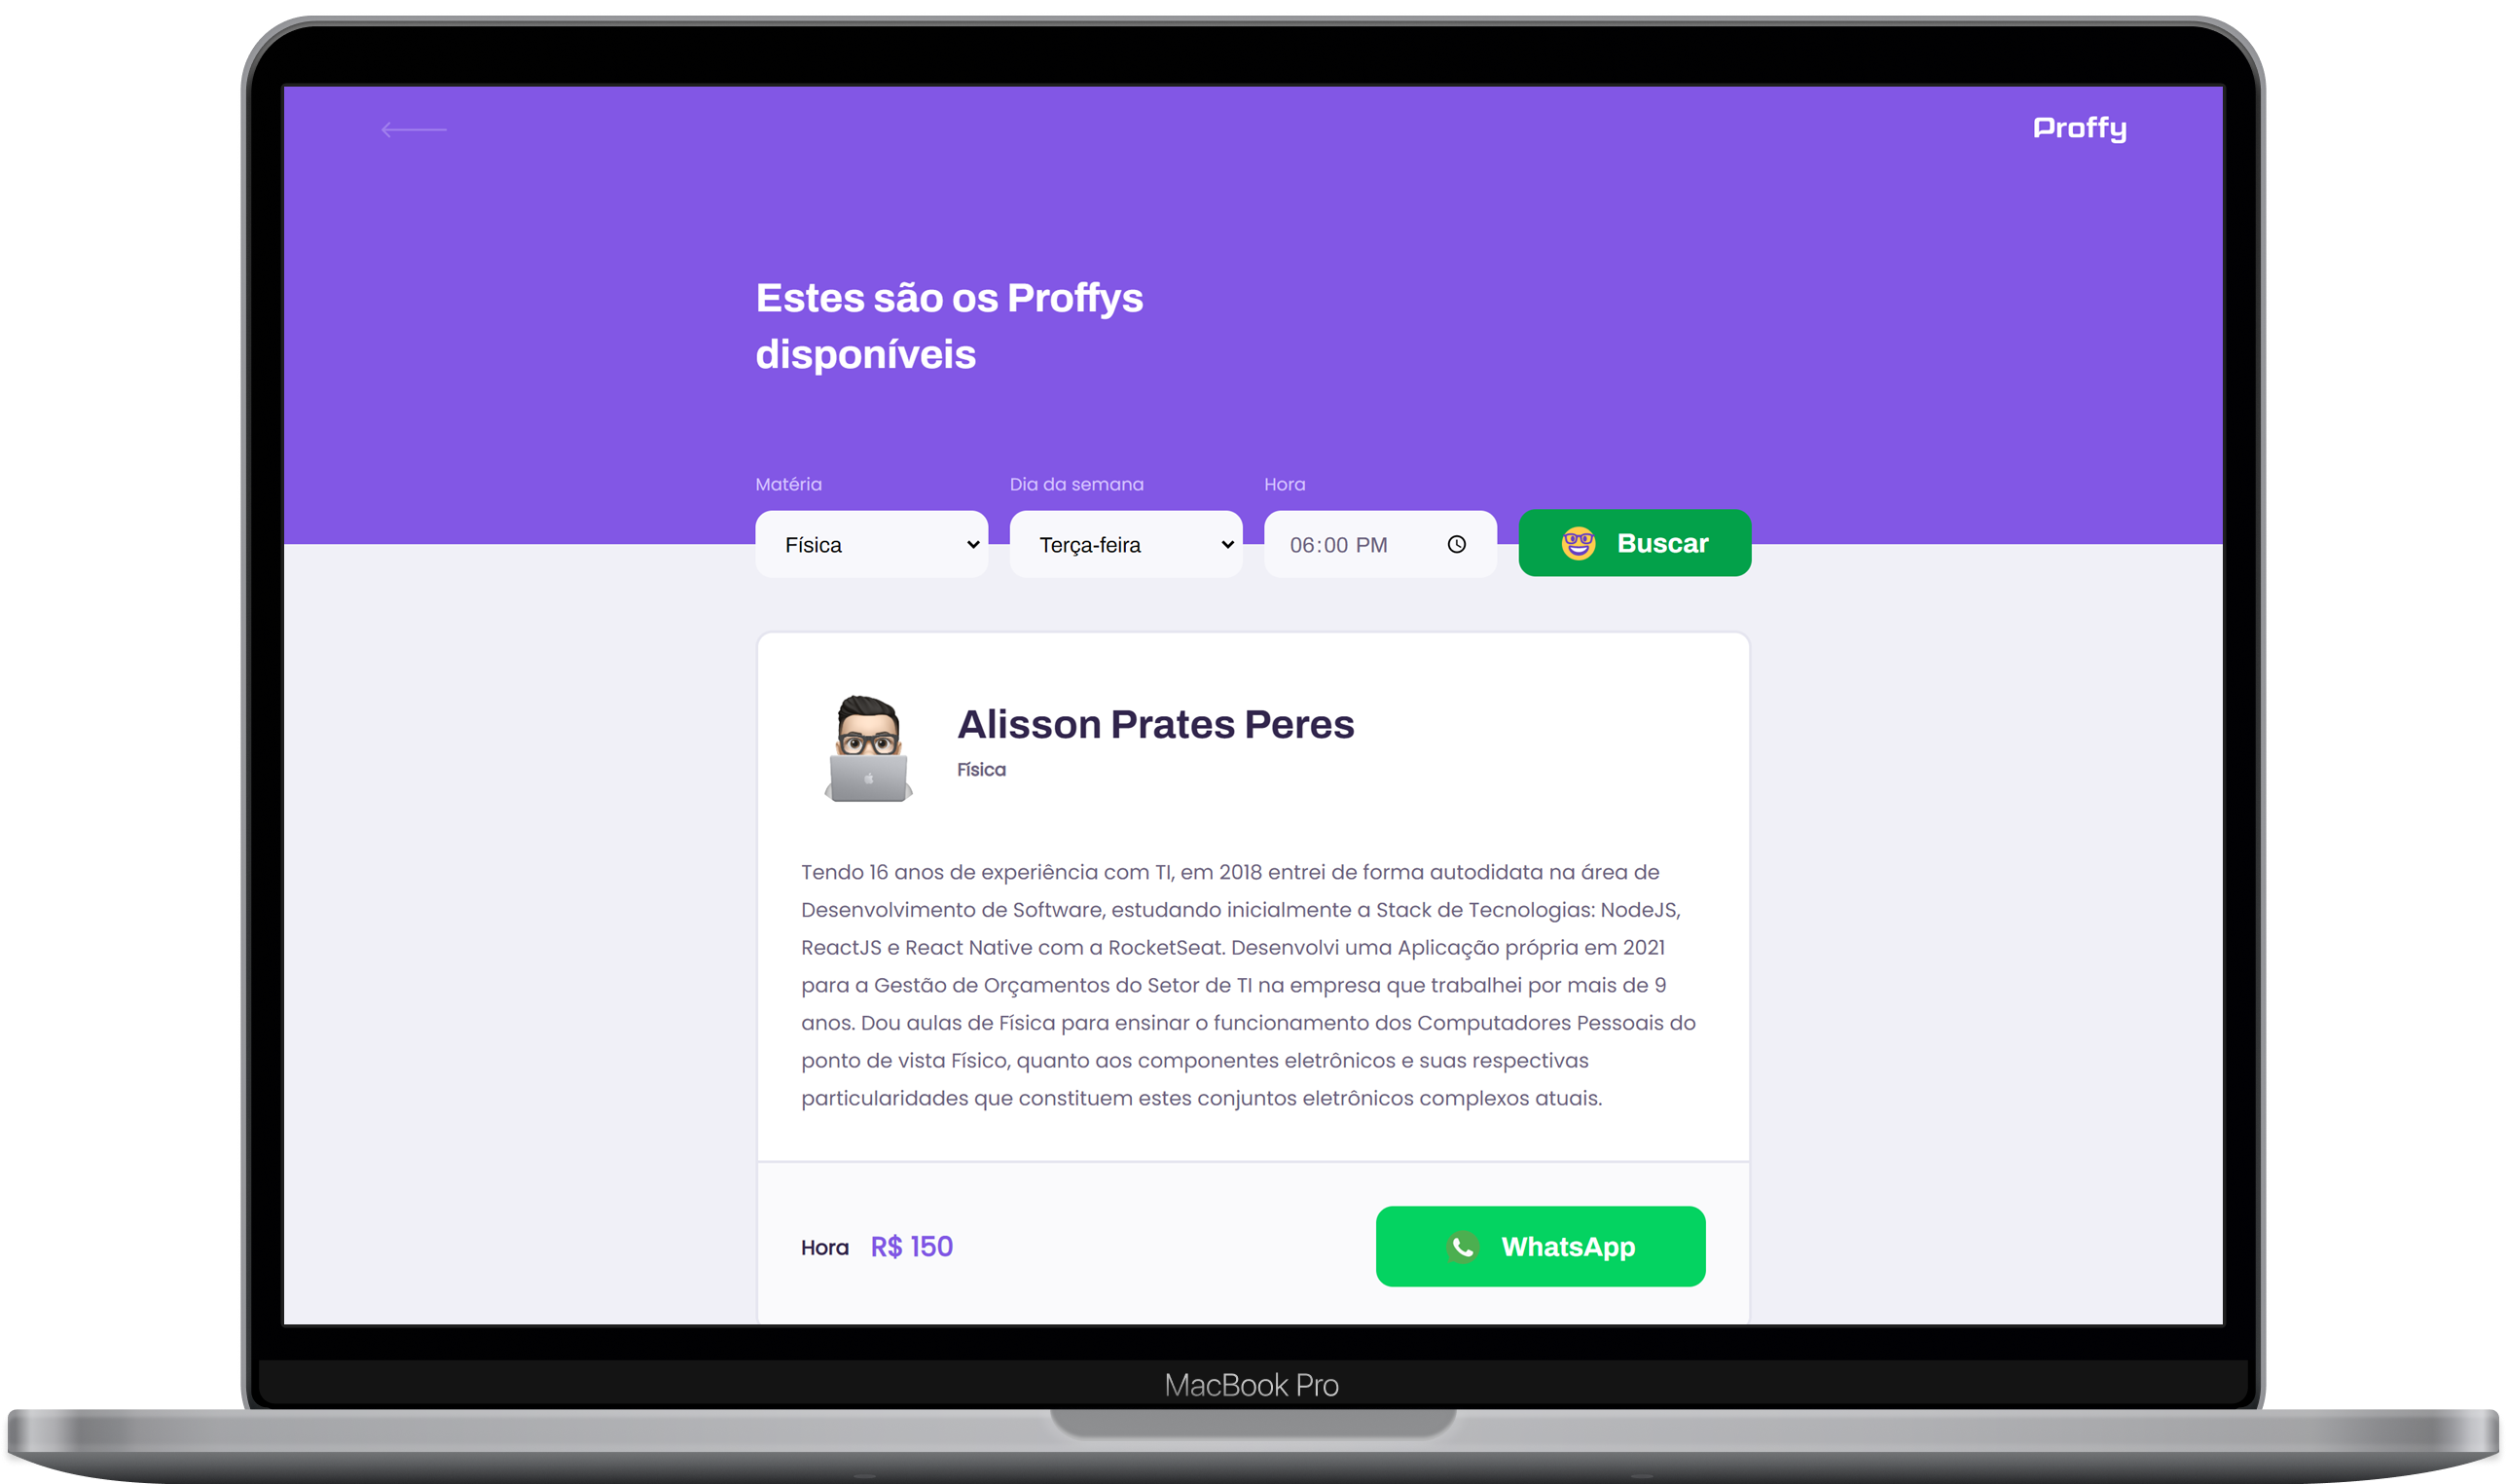 Proffy
Estes são os Proffys
disponíveis
Matéria
Dia da semana
Hora
Física
Terça-feira
06:00 PM
Buscar
Alisson Prates Peres
Física
Tendo 16 anos de experiência com TI, em 2018 entrei de forma autodidata na área de
Desenvolvimento de Software, estudando inicialmente a Stack de Tecnologias: NodeJS,
ReactJS e React Native com a RocketSeat. Desenvolvi uma Aplicação própria em 2021
para a Gestão de Orçamentos do Setor de TI na empresa que trabalhei por mais de 9
anos. Dou aulas de Física para ensinar o funcionamento dos Computadores Pessoais do
ponto de vista Físico, quanto aos componentes eletrônicos e suas respectivas
particularidades que constituem estes conjuntos eletrônicos complexos atuais.
Hora R$ 150
WhatsApp
MacBook Pro